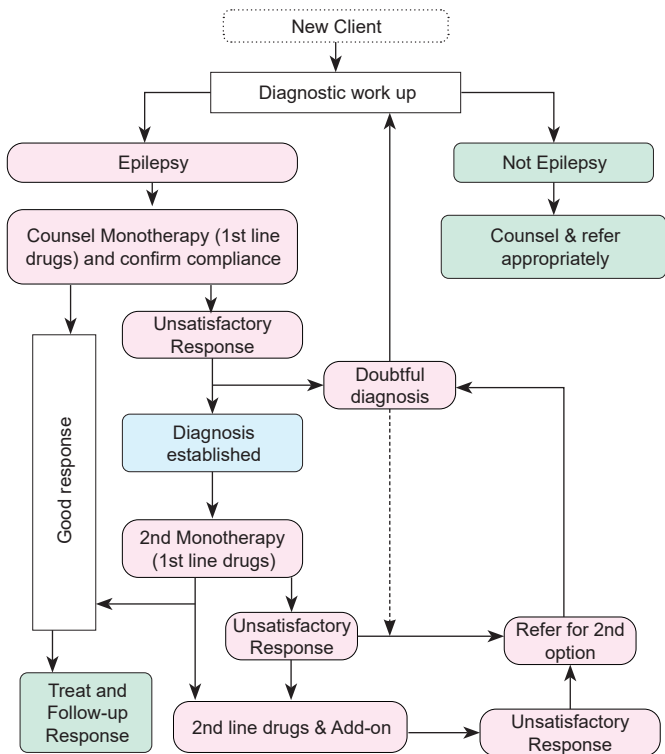 New Client
Diagnostic work up
Epilepsy
Not Epilepsy
Counsel Monotherapy (1st line
drugs) and confirm compliance
Counsel & refer
appropriately
Unsatisfactory
Response
Doubtful
diagnosis
Diagnosis
established
Good response
2nd Monotherapy
(1st line drugs)
Unsatisfactory
Response
Refer for 2nd
option
Treat and
Follow-up
Response
2nd line drugs & Add-on
Unsatisfactory
Response